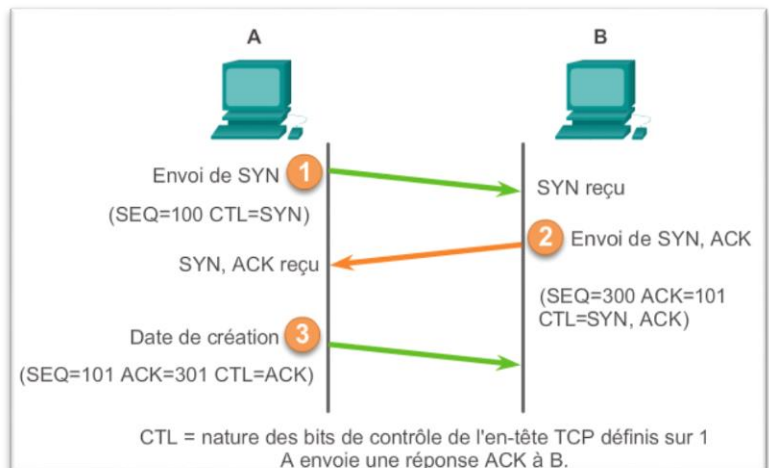 A
B
Envoi de SYN 1
(SEQ=100 CTL=SYN)
SYN reçu
2 Envoi de SYN, ACK
SYN, ACK reçu
(SEQ=300 ACK=101
CTL=SYN, ACK)
Date de création 3
(SEQ=101 ACK=301 CTL=ACK)
CTL = nature des bits de contrôle de l'en-tête TCP définis sur 1
A envoie une réponse ACK à B.